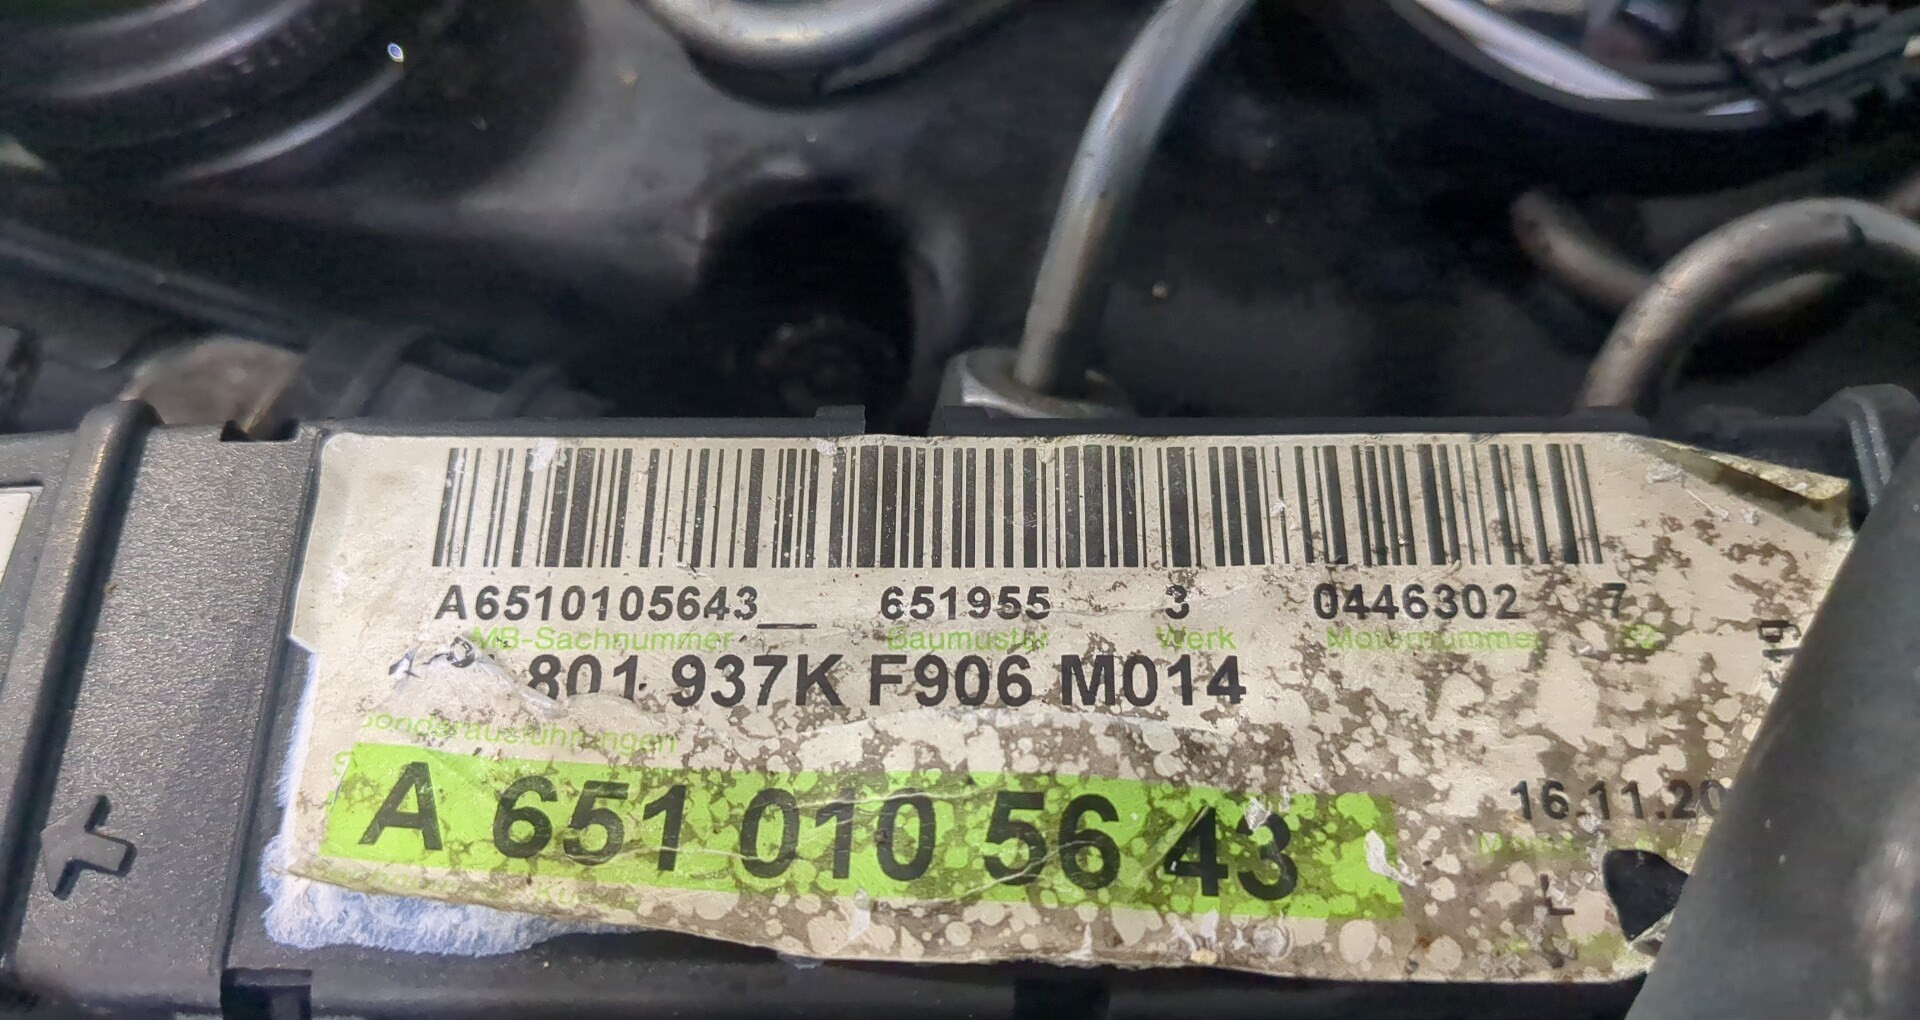 A6510105643__ 651955 3 0446302 7
MB-Sachnummer Baumuster Werk Motornummer
801 937K F906 M014
Sonderausführungen
A 651 010 56 43
16.11.20